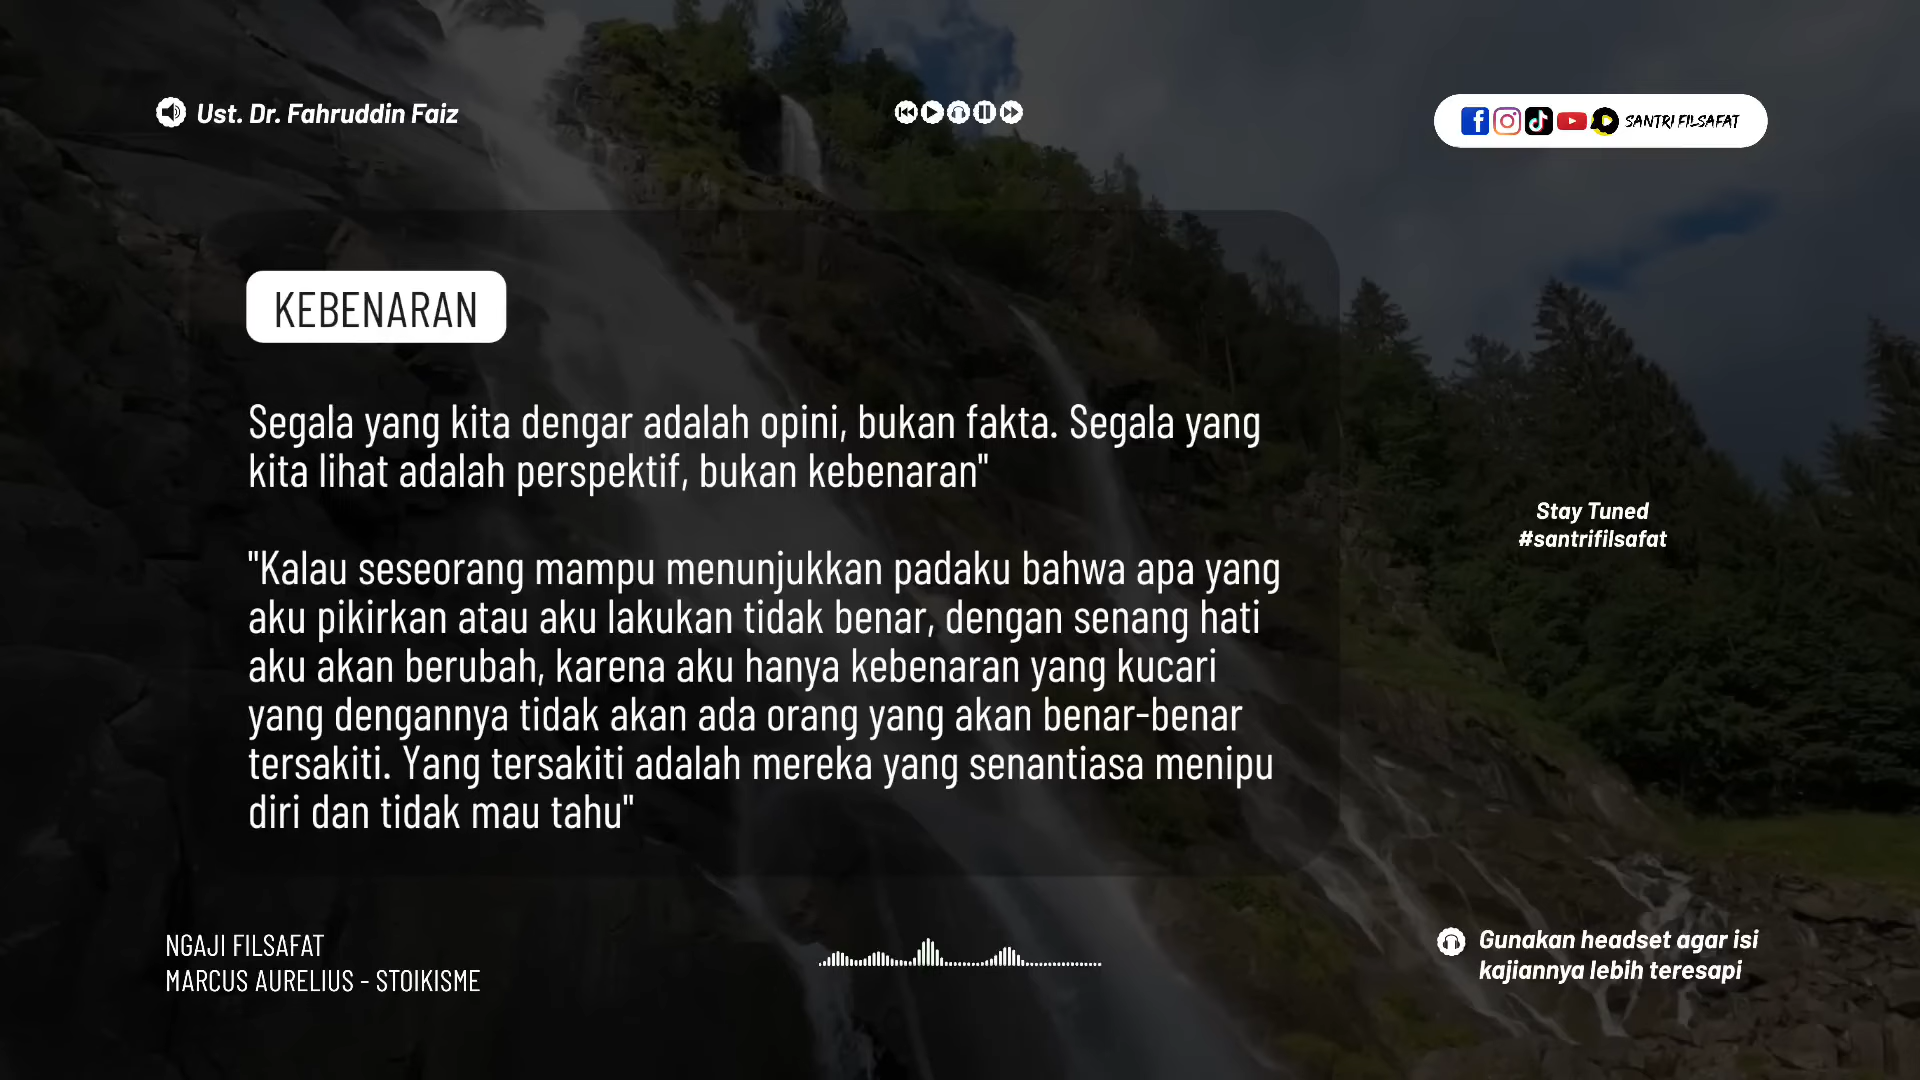 Ust. Dr. Fahruddin Faiz
SANTRI FILSAFAT
KEBENARAN
Segala yang kita dengar adalah opini, bukan fakta. Segala yang
kita lihat adalah perspektif, bukan kebenaran"
"Kalau seseorang mampu menunjukkan padaku bahwa apa yang
aku pikirkan atau aku lakukan tidak benar, dengan senang hati
aku akan berubah, karena aku hanya kebenaran yang kucari
yang dengannya tidak akan ada orang yang akan benar-benar
tersakiti. Yang tersakiti adalah mereka yang senantiasa menipu
diri dan tidak mau tahu"
Stay Tuned
#santrifilsafat
NGAJI FILSAFAT
MARCUS AURELIUS - STOIKISME
Gunakan headset agar isi
kajiannya lebih teresapi